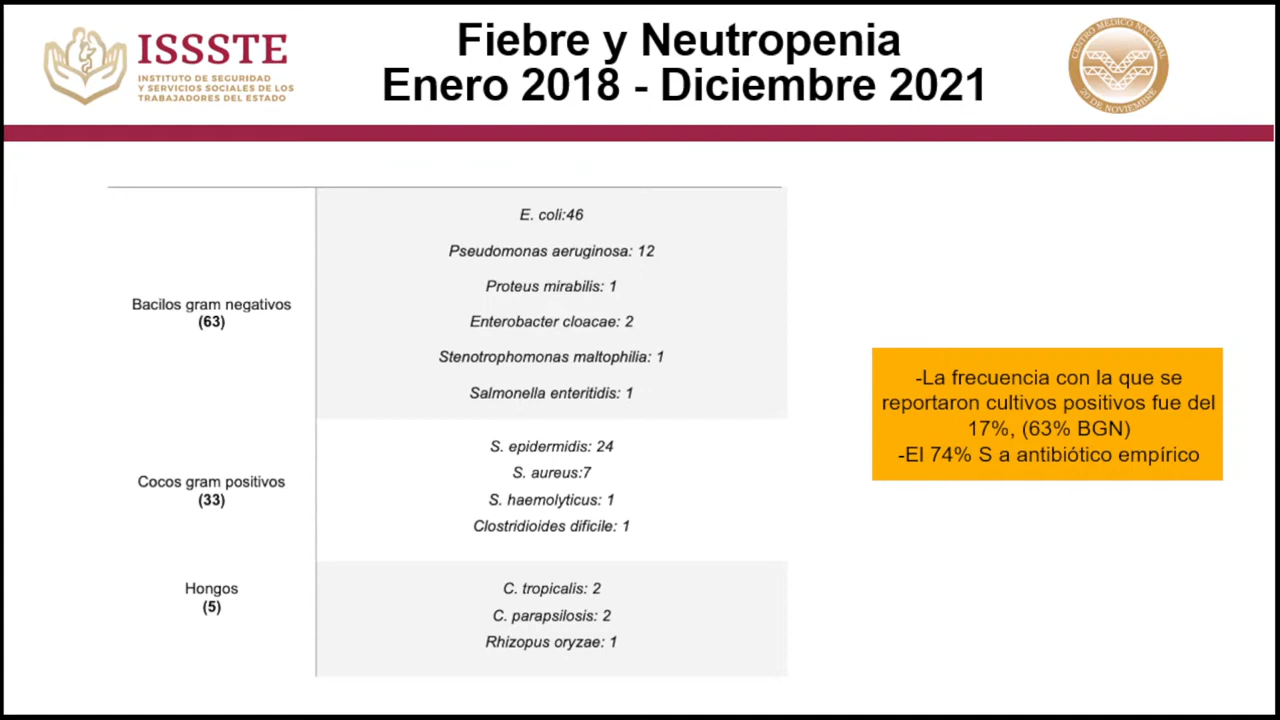 ISSSTE
INSTITUTO DE SEGURIDAD
Y SERVICIOS SOCIALES DE LOS
TRABAJADORES DEL ESTADO
Fiebre y Neutropenia
Enero 2018 - Diciembre 2021
CENTRO MEDICO NACIONAL
20 DE NOVIEMBRE
Bacilos gram negativos
(63)
E. coli:46
Pseudomonas aeruginosa: 12
Proteus mirabilis: 1
Enterobacter cloacae: 2
Stenotrophomonas maltophilia: 1
Salmonella enteritidis: 1
Cocos gram positivos
(33)
S. epidermidis: 24
S. aureus:7
S. haemolyticus: 1
Clostridioides dificile: 1
Hongos
(5)
C. tropicalis: 2
C. parapsilosis: 2
Rhizopus oryzae: 1
-La frecuencia con la que se
reportaron cultivos positivos fue del
17%, (63% BGN)
-El 74% S a antibiótico empírico